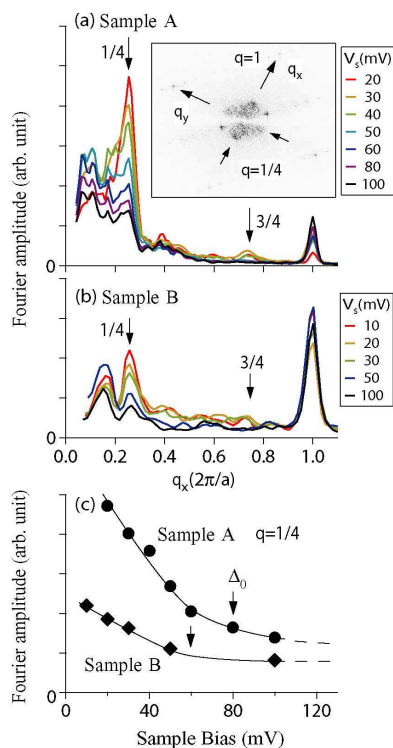 (a) Sample A
1/4
q=1
q_x
q_y
q=1/4
3/4
V_s(mV)
20
30
40
50
60
80
100
Fourier amplitude (arb. unit)
(b) Sample B
1/4
3/4
V_s(mV)
10
20
30
50
100
0.0 0.2 0.4 0.6 0.8 1.0
q_x(2π/a)
(c)
Sample A q=1/4
Δ_0
Sample B
Fourier amplitude (arb. unit)
0
0 20 40 60 80 100 120
Sample Bias (mV)